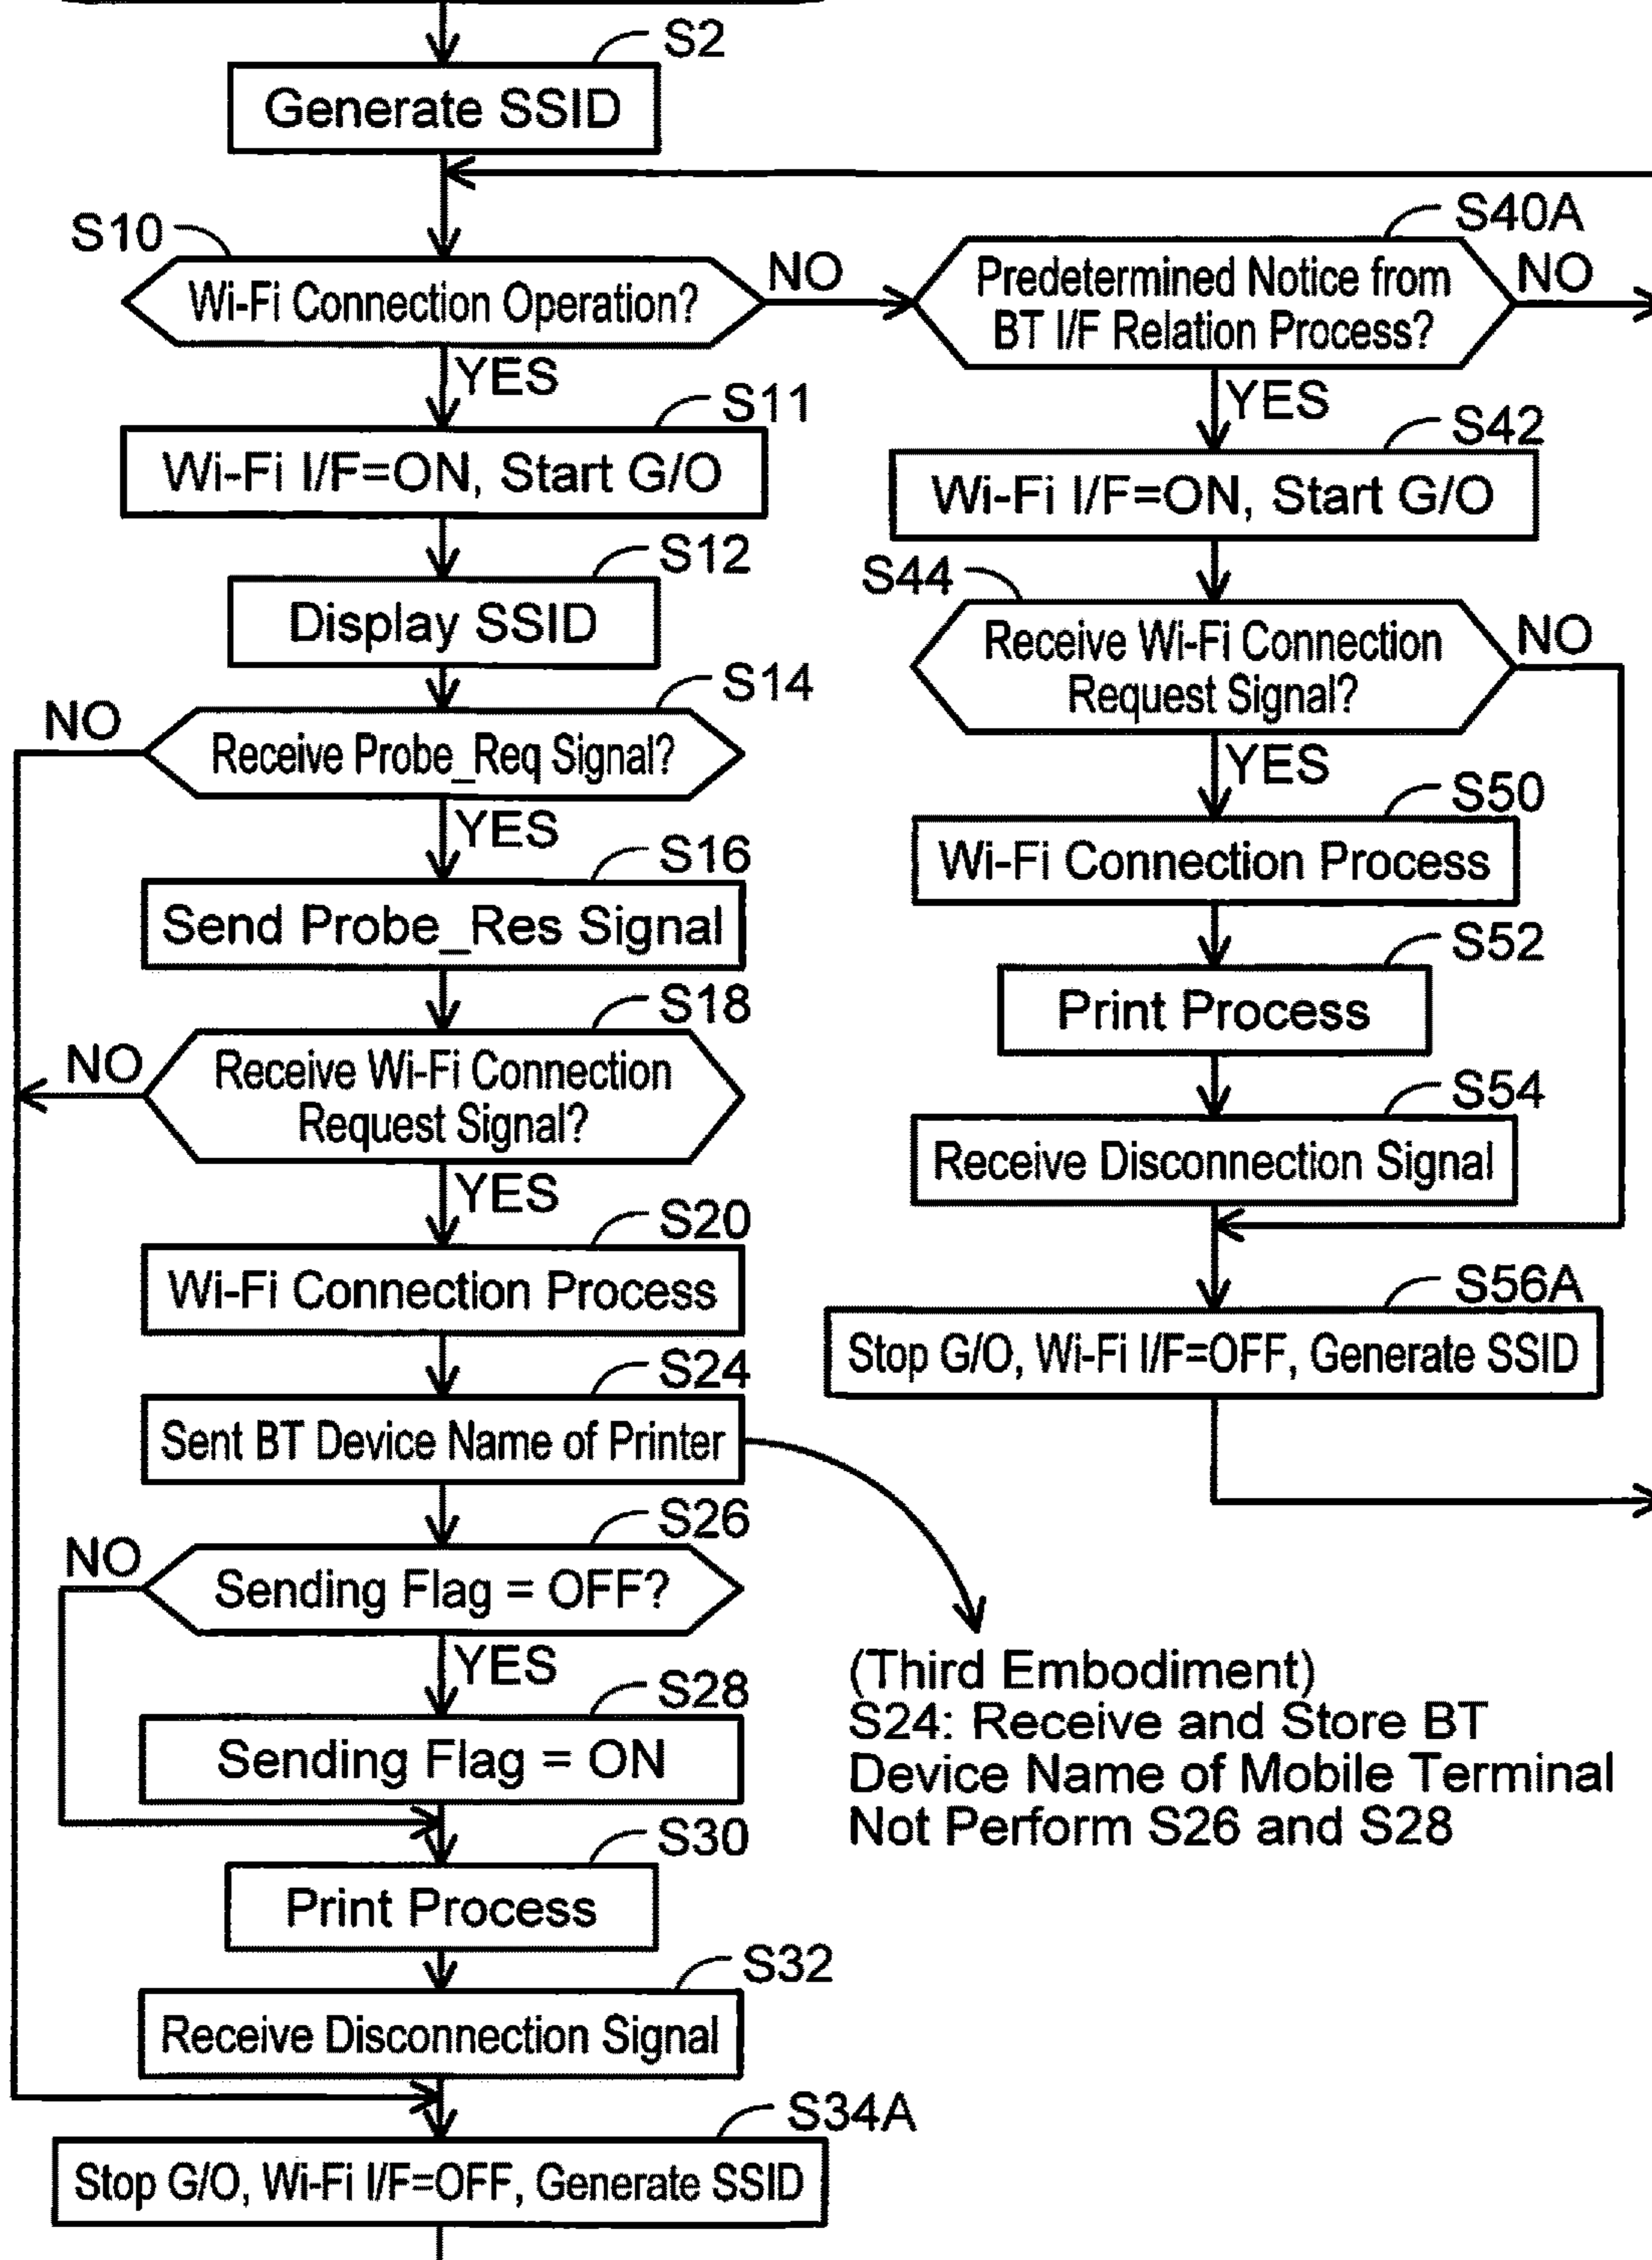 S2
Generate SSID
S10
Wi-Fi Connection Operation?
NO
YES
S11
Wi-Fi I/F=ON, Start G/O
S12
Display SSID
S14
NO
Receive Probe_Req Signal?
YES
S16
Send Probe_Res Signal
S18
NO
Receive Wi-Fi Connection
Request Signal?
YES
S20
Wi-Fi Connection Process
S24
Sent BT Device Name of Printer
S26
NO
Sending Flag = OFF?
YES
S28
Sending Flag = ON
S30
Print Process
S32
Receive Disconnection Signal
S34A
Stop G/O, Wi-Fi I/F=OFF, Generate SSID
S40A
Predetermined Notice from
BT I/F Relation Process?
NO
YES
S42
Wi-Fi I/F=ON, Start G/O
S44
Receive Wi-Fi Connection
Request Signal?
NO
YES
S50
Wi-Fi Connection Process
S52
Print Process
S54
Receive Disconnection Signal
S56A
Stop G/O, Wi-Fi I/F=OFF, Generate SSID
(Third Embodiment)
S24: Receive and Store BT
Device Name of Mobile Terminal
Not Perform S26 and S28